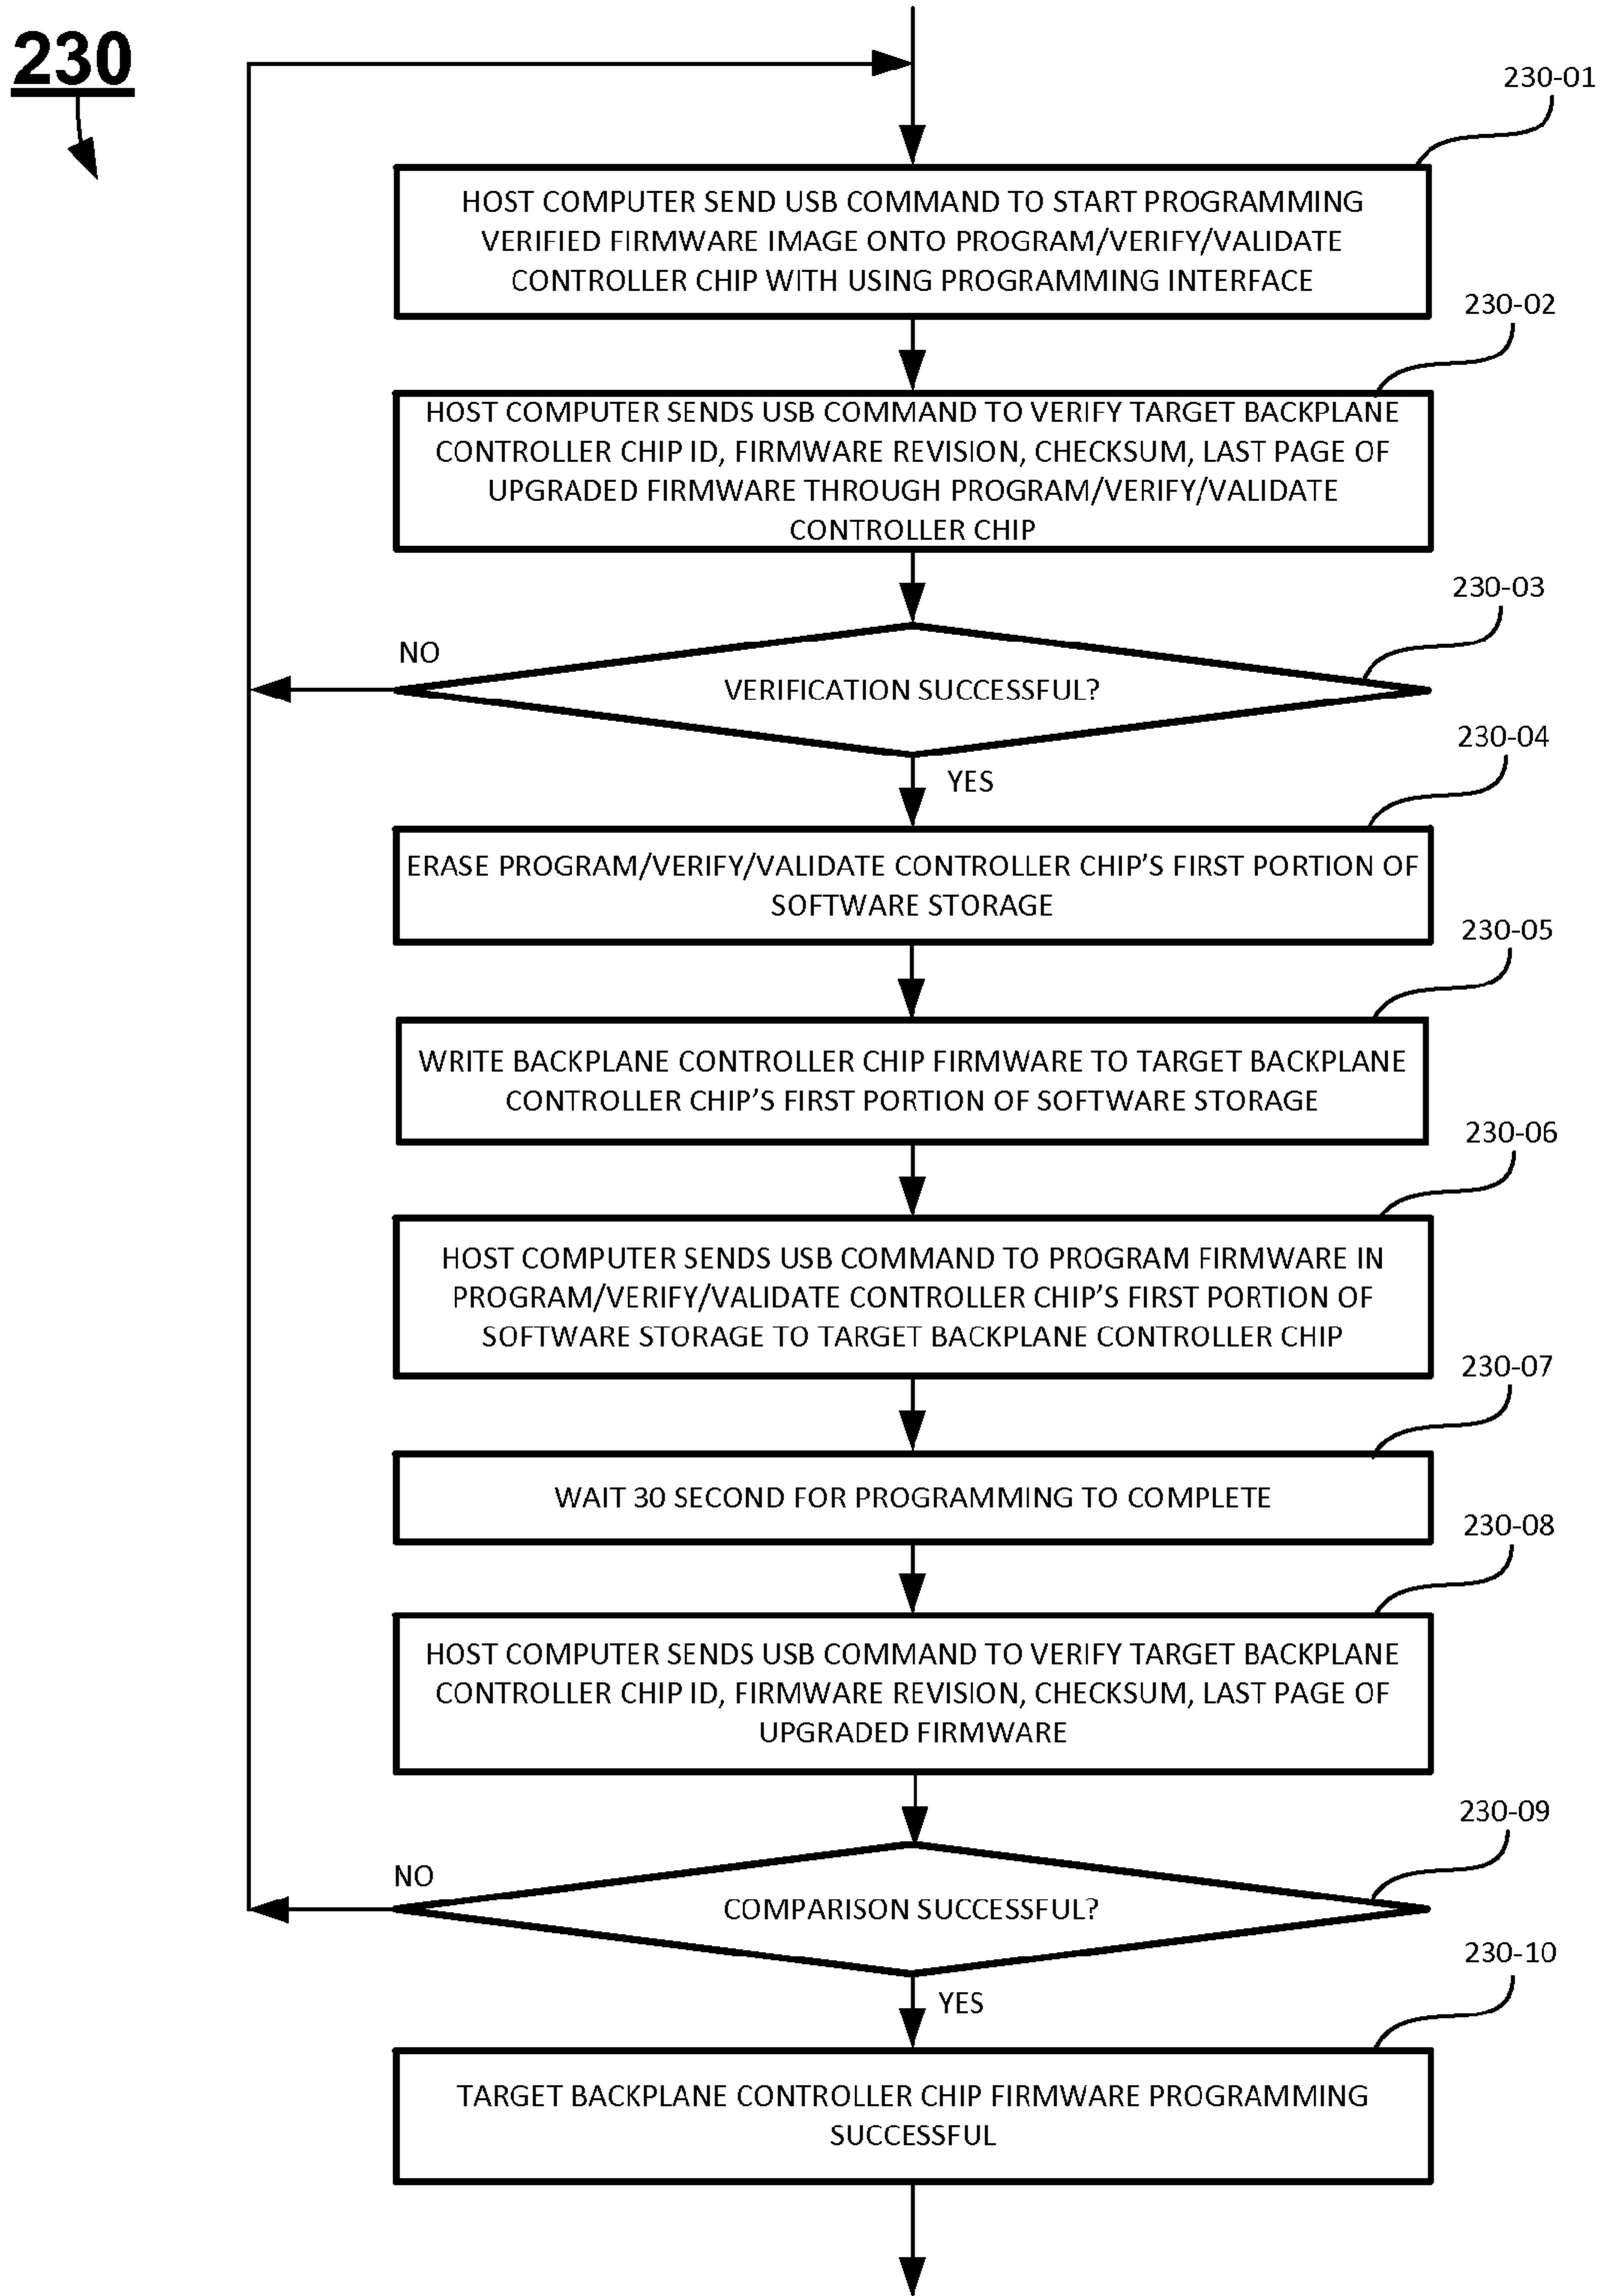 230
230-01
HOST COMPUTER SEND USB COMMAND TO START PROGRAMMING
VERIFIED FIRMWARE IMAGE ONTO PROGRAM/VERIFY/VALIDATE
CONTROLLER CHIP WITH USING PROGRAMMING INTERFACE
230-02
HOST COMPUTER SENDS USB COMMAND TO VERIFY TARGET BACKPLANE
CONTROLLER CHIP ID, FIRMWARE REVISION, CHECKSUM, LAST PAGE OF
UPGRADED FIRMWARE THROUGH PROGRAM/VERIFY/VALIDATE
CONTROLLER CHIP
230-03
NO
VERIFICATION SUCCESSFUL?
230-04
YES
ERASE PROGRAM/VERIFY/VALIDATE CONTROLLER CHIP'S FIRST PORTION OF
SOFTWARE STORAGE
230-05
WRITE BACKPLANE CONTROLLER CHIP FIRMWARE TO TARGET BACKPLANE
CONTROLLER CHIP'S FIRST PORTION OF SOFTWARE STORAGE
230-06
HOST COMPUTER SENDS USB COMMAND TO PROGRAM FIRMWARE IN
PROGRAM/VERIFY/VALIDATE CONTROLLER CHIP'S FIRST PORTION OF
SOFTWARE STORAGE TO TARGET BACKPLANE CONTROLLER CHIP
230-07
WAIT 30 SECOND FOR PROGRAMMING TO COMPLETE
230-08
HOST COMPUTER SENDS USB COMMAND TO VERIFY TARGET BACKPLANE
CONTROLLER CHIP ID, FIRMWARE REVISION, CHECKSUM, LAST PAGE OF
UPGRADED FIRMWARE
230-09
NO
COMPARISON SUCCESSFUL?
230-10
YES
TARGET BACKPLANE CONTROLLER CHIP FIRMWARE PROGRAMMING
SUCCESSFUL